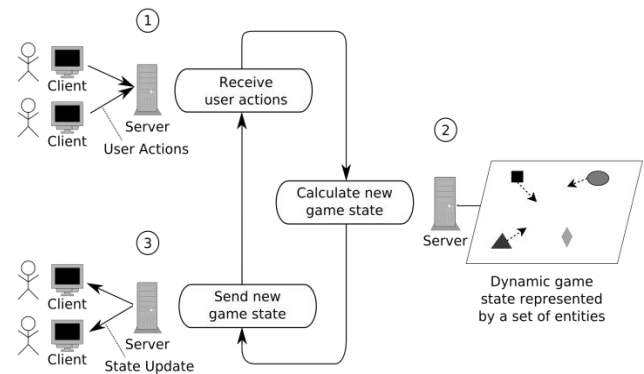 1
Client
Client
Server
User Actions
Receive
user actions
2
Calculate new
game state
Server
Dynamic game
state represented
by a set of entities
3
Client
Client
Server
State Update
Send new
game state